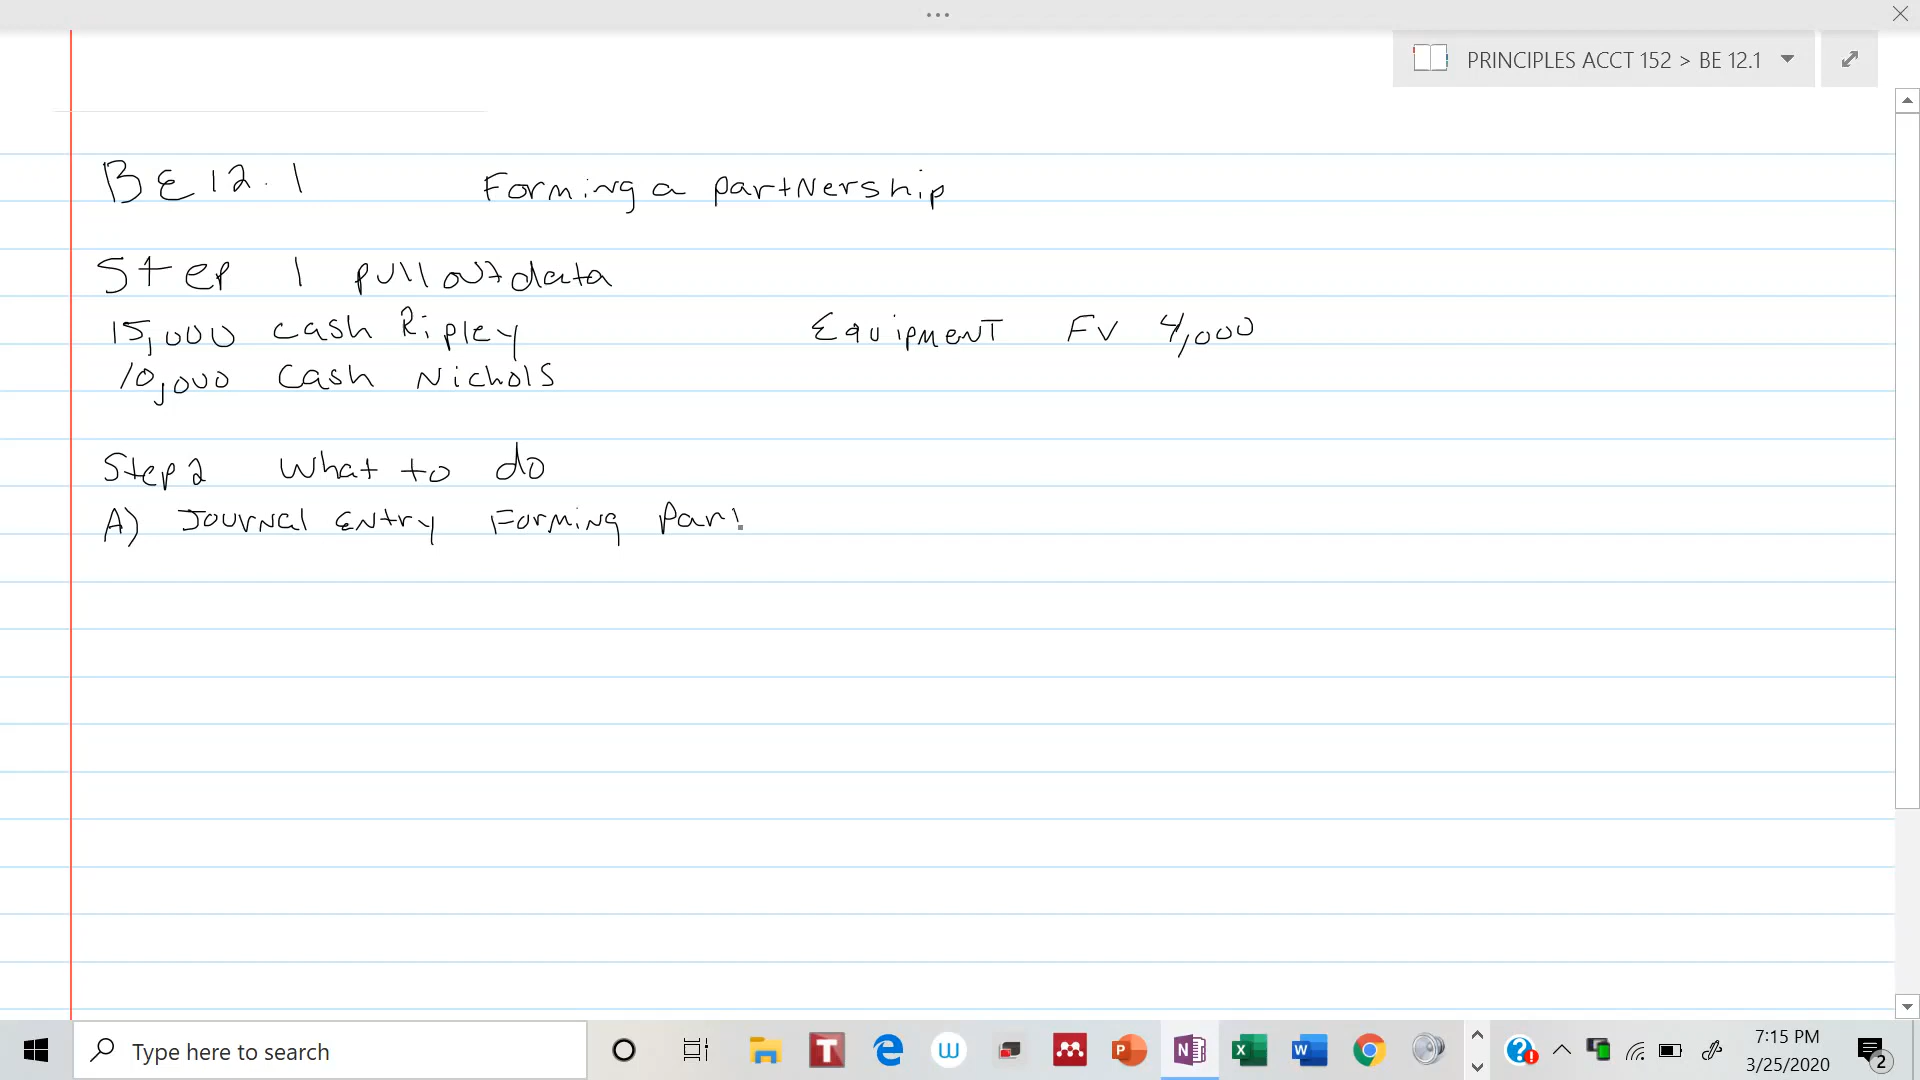 PRINCIPLES ACCT 152 > BE 12.1
BE 12.1 Forming a partnership
Step 1 pull out data
15,000 cash Ripley Equipment FV 4,000
10,000 cash Nichols
Step 2 What to do
A) Journal Entry Forming Part
Type here to search
7:15 PM
3/25/2020
2